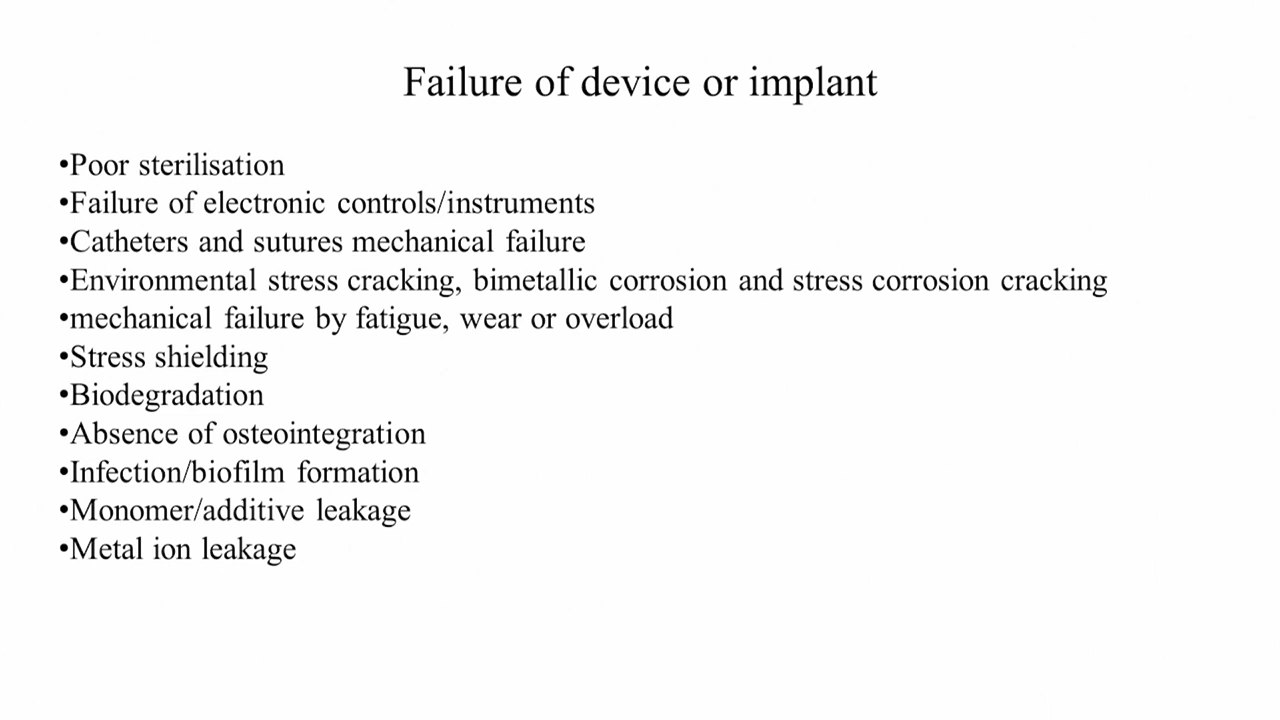 Failure of device or implant
•Poor sterilisation
•Failure of electronic controls/instruments
•Catheters and sutures mechanical failure
•Environmental stress cracking, bimetallic corrosion and stress corrosion cracking
•mechanical failure by fatigue, wear or overload
•Stress shielding
•Biodegradation
•Absence of osteointegration
•Infection/biofilm formation
•Monomer/additive leakage
•Metal ion leakage